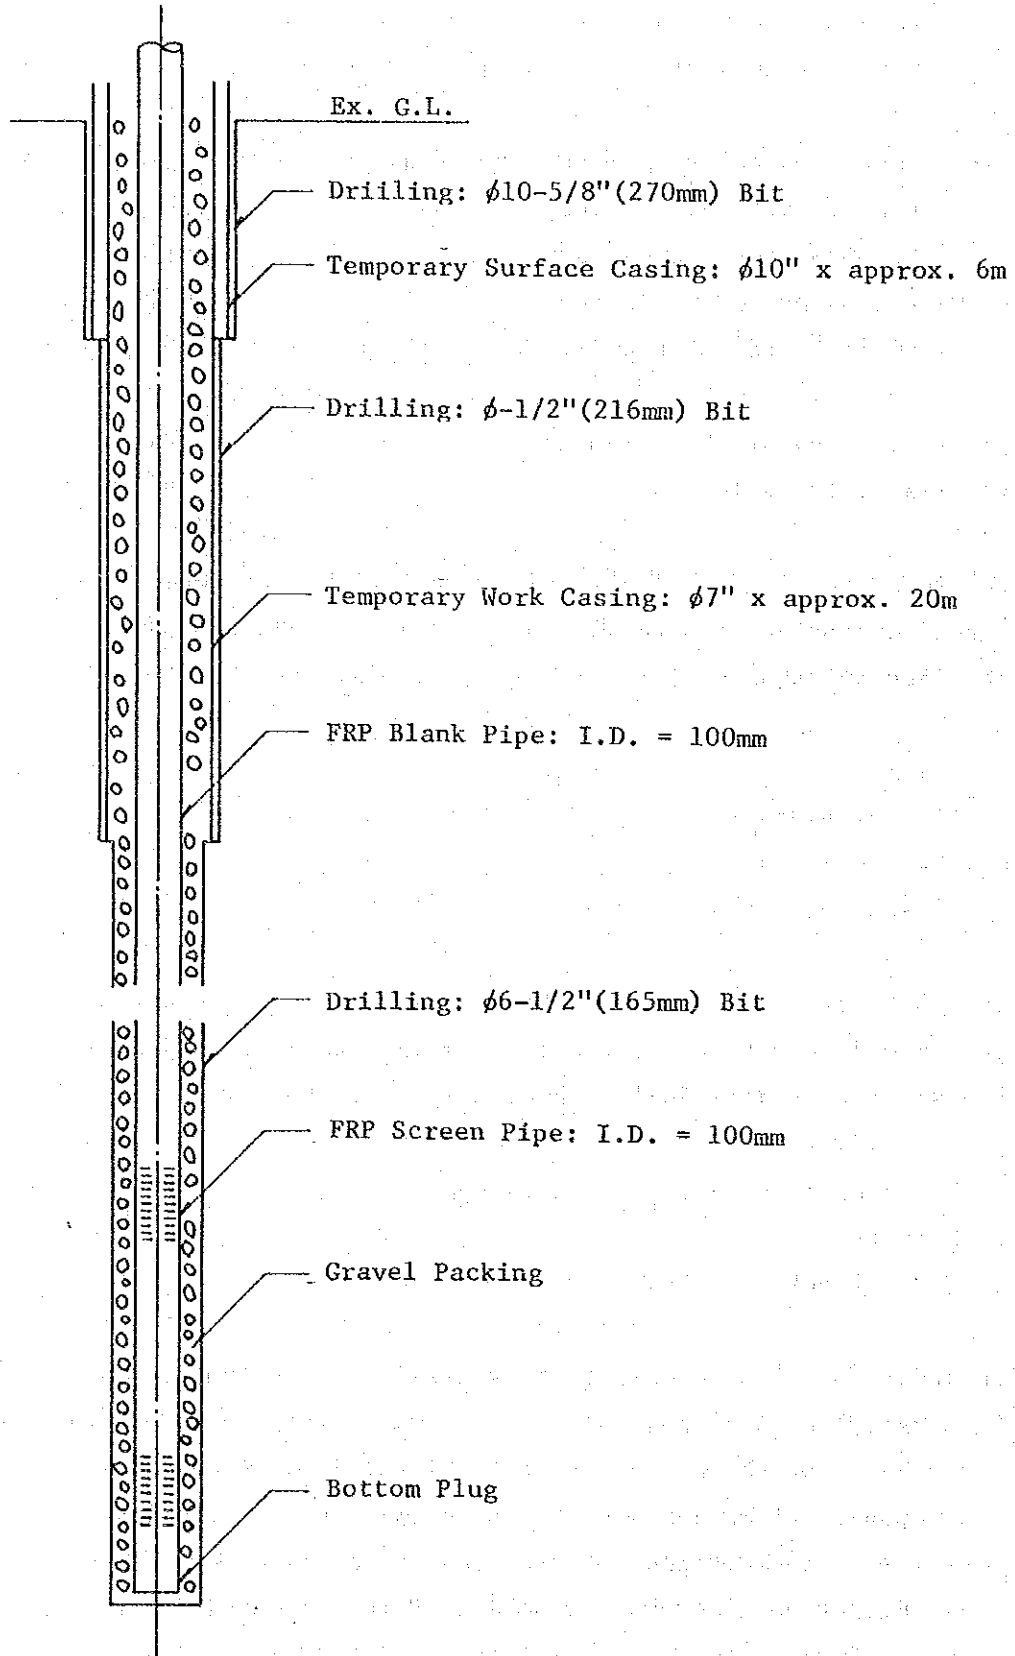 Ex. G.L.
Driiling: ϕ10-5/8"(270mm) Bit
Temporary Surface Casing: ϕ10" x approx. 6m
Drilling: ϕ-1/2"(216mm) Bit
Temporary Work Casing: ϕ7" x approx. 20m
FRP Blank Pipe: I.D. = 100mm
Drilling: ϕ6-1/2"(165mm) Bit
FRP Screen Pipe: I.D. = 100mm
Gravel Packing
Bottom Plug